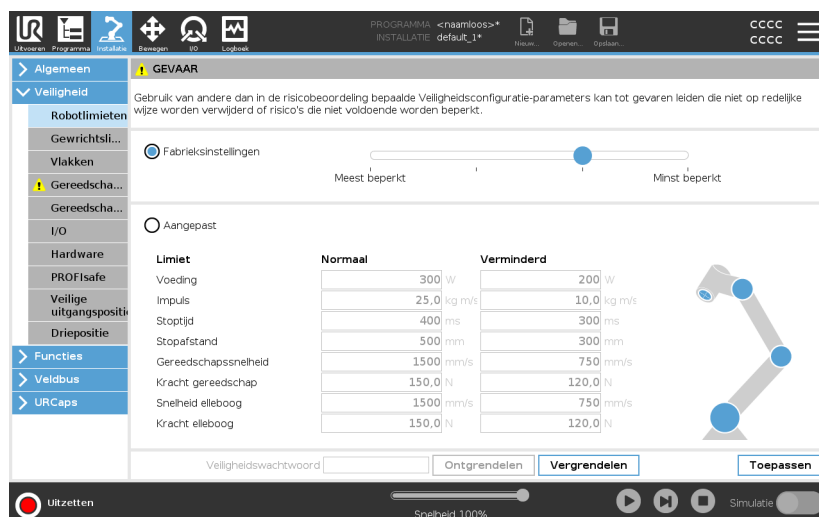 UR
PROGRAMMA <naamloos>*
INSTALLATIE default_1*
Nieuw... Openen... Opslaan...
CCCC
CCCC
Uitvoeren Programma Installatie Bewegen I/O Logboek
Algemeen
Veiligheid
Robotlimieten
Gewrichtsli...
Vlakken
Gereedscha...
Gereedscha...
I/O
Hardware
PROFIsafe
Veilige
Driepositie
Functies
Veldbus
URCaps
GEVAAR
Gebruik van andere dan in de risicobeoordeling bepaalde Veiligheidsconfiguratie-parameters kan tot gevaren leiden die niet op redelijke
wijze worden verwijderd of risico's die niet voldoende worden beperkt.
Fabrieksinstellingen
Meest beperkt Minst beperkt
Aangepast
Limiet Normaal Verminderd
Voeding 300 W 200 W
Impuls 25,0 kg m/s 10,0 kg m/s
Stoptijd 400 ms 300 ms
Stopafstand 500 mm 300 mm
Gereedschapssnelheid 1500 mm/s 750 mm/s
Kracht gereedschap 150,0 N 120,0 N
Snelheid elleboog 1500 mm/s 750 mm/s
Kracht elleboog 150,0 N 120,0 N
Veiligheidswachtwoord Ontgrendelen Vergrendelen Toepassen
Uitzetten
Snelheid 100%
Simulatie